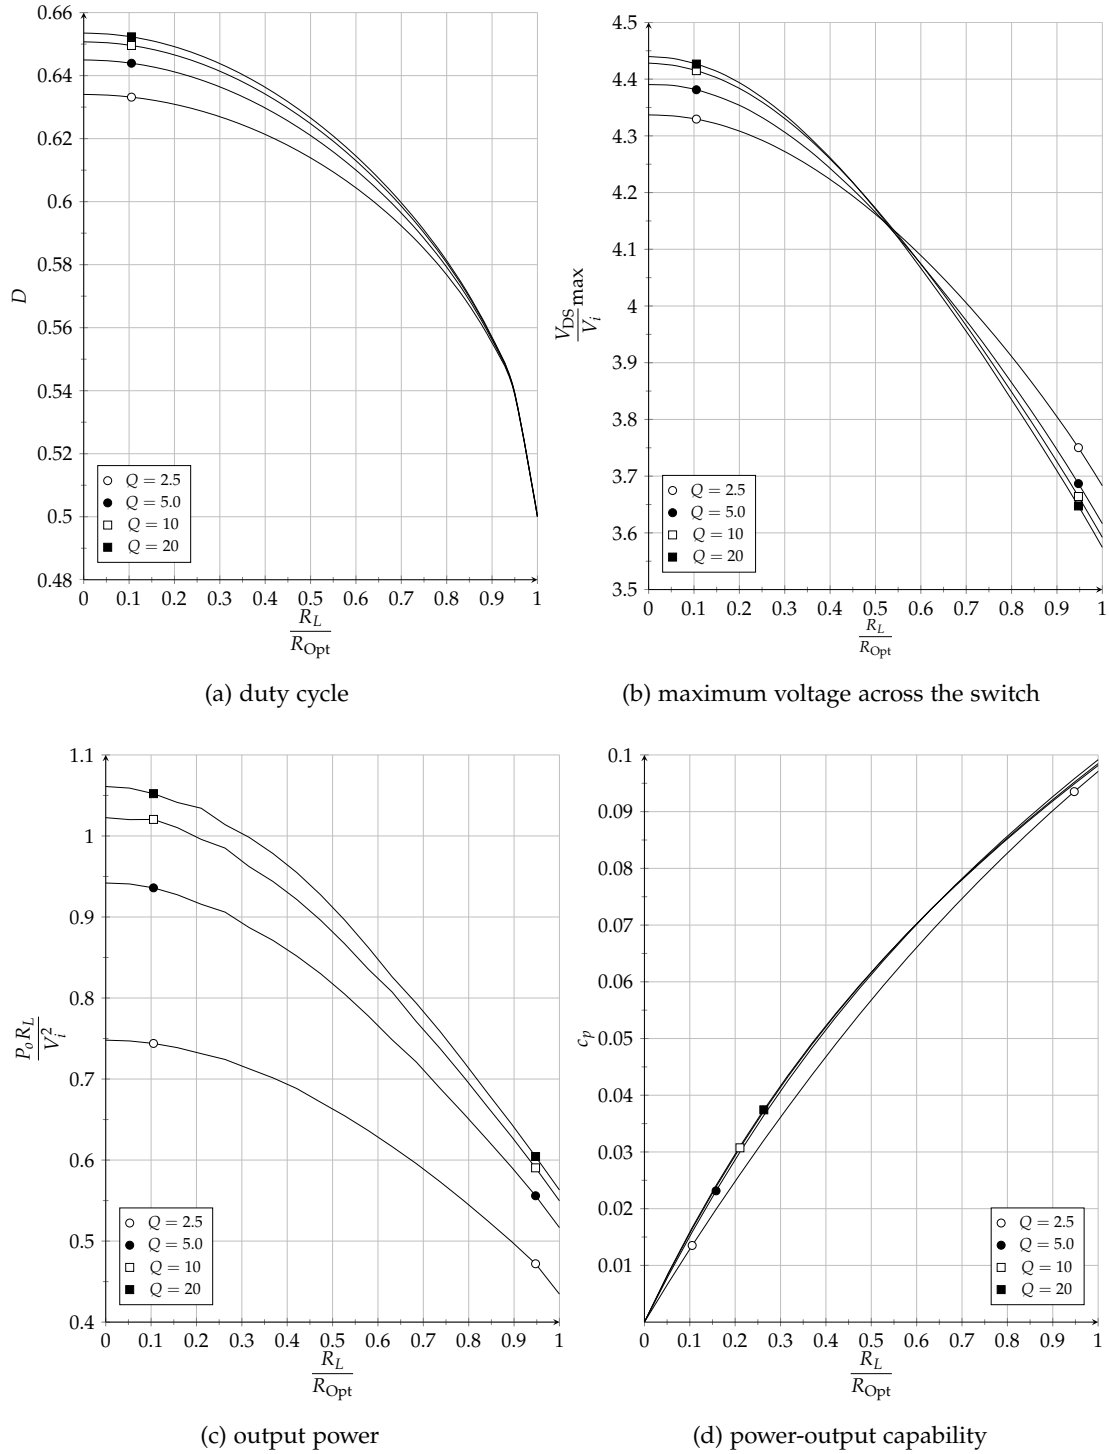 0.66
0.64
0.62
0.6
0.58
0.56
0.54
0.52
0.5
0.48
D
0 0.1 0.2 0.3 0.4 0.5 0.6 0.7 0.8 0.9 1
R_L
R_Opt
Q = 2.5
Q = 5.0
Q = 10
Q = 20
(a) duty cycle
4.5
4.4
4.3
4.2
4.1
4
3.9
3.8
3.7
3.6
3.5
V_DS max
V_i
0 0.1 0.2 0.3 0.4 0.5 0.6 0.7 0.8 0.9 1
R_L
R_Opt
Q = 2.5
Q = 5.0
Q = 10
Q = 20
(b) maximum voltage across the switch
1.1
1
0.9
0.8
0.7
0.6
0.5
0.4
P_o R_L
V_i^2
0 0.1 0.2 0.3 0.4 0.5 0.6 0.7 0.8 0.9 1
R_L
R_Opt
Q = 2.5
Q = 5.0
Q = 10
Q = 20
(c) output power
0.1
0.09
0.08
0.07
0.06
0.05
0.04
0.03
0.02
0.01
c_p
0 0.1 0.2 0.3 0.4 0.5 0.6 0.7 0.8 0.9 1
R_L
R_Opt
Q = 2.5
Q = 5.0
Q = 10
Q = 20
(d) power-output capability